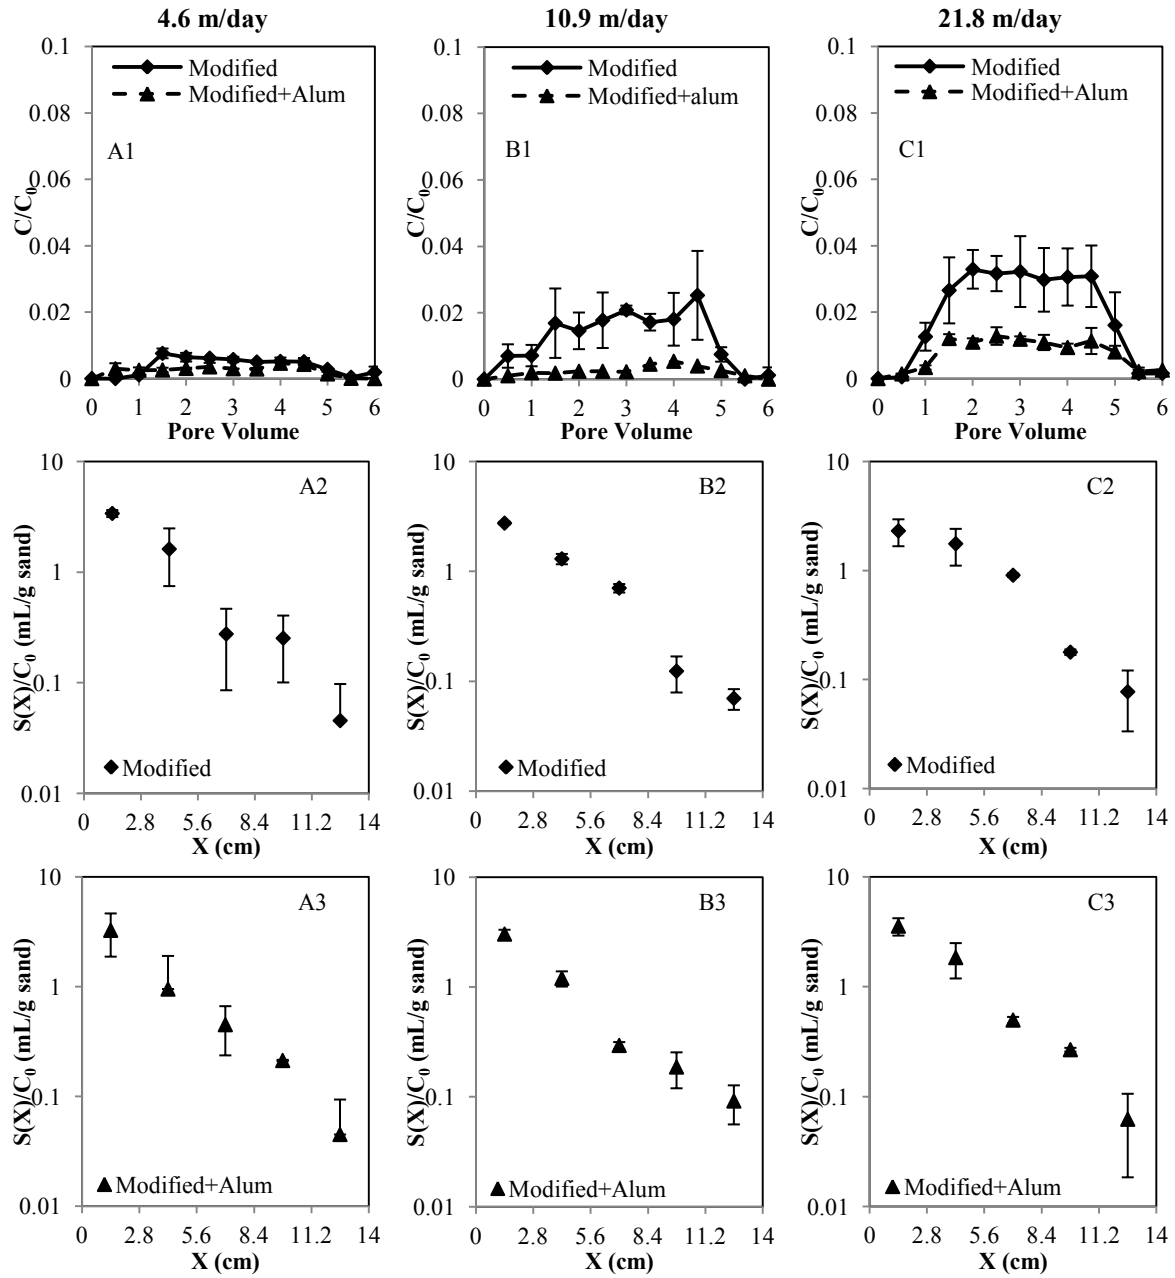 4.6 m/day
10.9 m/day
21.8 m/day
0.1
0.08
0.06
0.04
0.02
0
C/C₀
Modified
Modified+Alum
A1
0 1 2 3 4 5 6
Pore Volume
0.1
0.08
0.06
0.04
0.02
0
C/C₀
Modified
Modified+alum
B1
0 1 2 3 4 5 6
Pore Volume
0.1
0.08
0.06
0.04
0.02
0
C/C₀
Modified
Modified+Alum
C1
0 1 2 3 4 5 6
Pore Volume
10
1
0.1
0.01
S(X)/C₀ (mL/g sand)
A2
Modified
0 2.8 5.6 8.4 11.2 14
X (cm)
10
1
0.1
0.01
S(X)/C₀ (mL/g sand)
B2
Modified
0 2.8 5.6 8.4 11.2 14
X (cm)
10
1
0.1
0.01
S(X)/C₀ (mL/g sand)
C2
Modified
0 2.8 5.6 8.4 11.2 14
X (cm)
10
1
0.1
0.01
S(X)/C₀ (mL/g sand)
A3
Modified+Alum
0 2.8 5.6 8.4 11.2 14
X (cm)
10
1
0.1
0.01
S(X)/C₀ (mL/g sand)
B3
Modified+Alum
0 2.8 5.6 8.4 11.2 14
X (cm)
10
1
0.1
0.01
S(X)/C₀ (mL/g sand)
C3
Modified+Alum
0 2.8 5.6 8.4 11.2 14
X (cm)